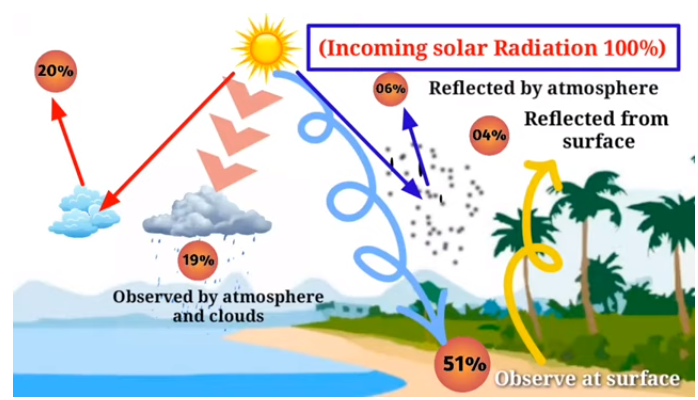 (Incoming solar Radiation 100%)
20%
06%
Reflected by atmosphere
04%
Reflected from
surface
19%
Observed by atmosphere
and clouds
51%
Observe at surface